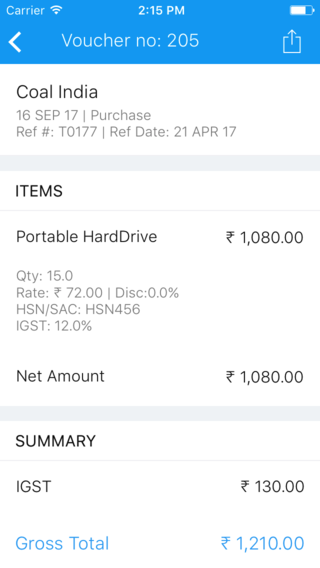 Carrier 2:15 PM
Voucher no: 205
Coal India
16 SEP 17 | Purchase
Ref #: T0177 | Ref Date: 21 APR 17
ITEMS
Portable HardDrive ₹ 1,080.00
Qty: 15.0
Rate: ₹ 72.00 | Disc:0.0%
HSN/SAC: HSN456
IGST: 12.0%
Net Amount ₹ 1,080.00
SUMMARY
IGST ₹ 130.00
Gross Total ₹ 1,210.00